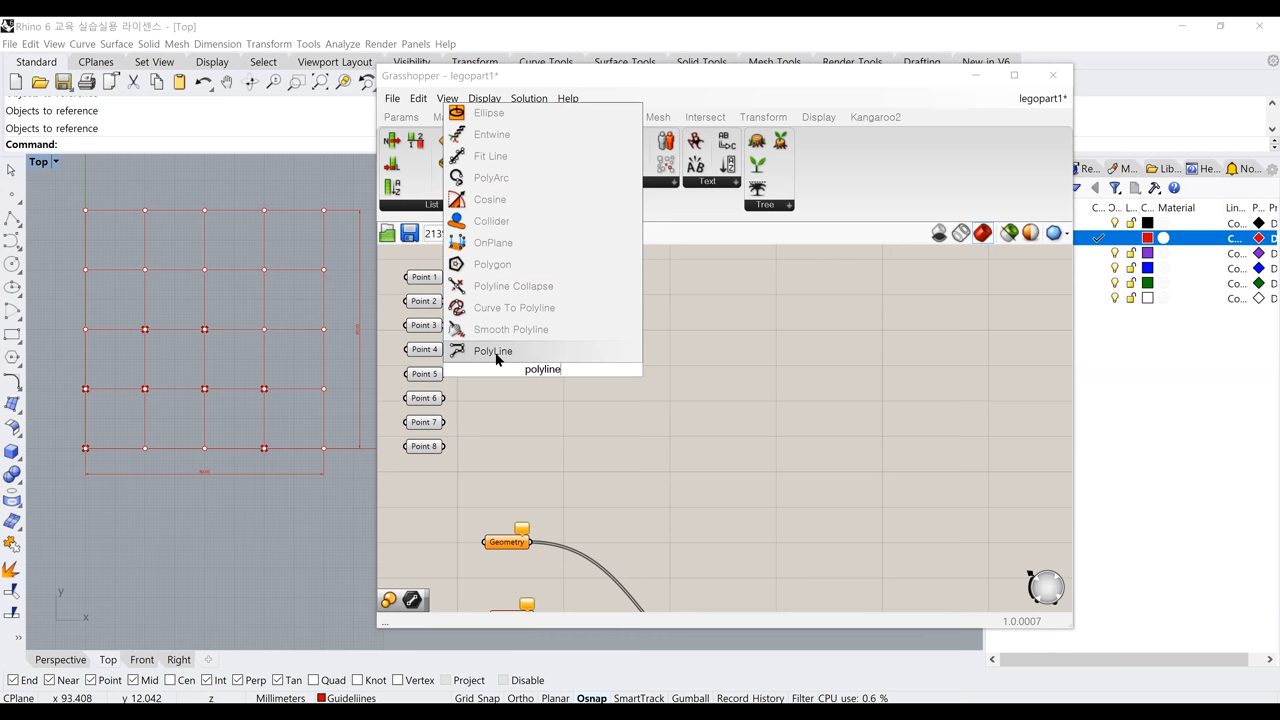 Rhino 6 교육 실습실용 라이센스 - [Top]
File Edit View Curve Surface Solid Mesh Dimension Transform Tools Analyze Render Panels Help
Standard CPlanes Set View Display Select Viewport Layout Visibility Transform Curve Tools Surface Tools Solid Tools Mesh Tools Render Tools Drafting New in V6
Objects to reference
Objects to reference
Command:
Top
Grasshopper - legopart1*
File Edit View Display Solution Help legopart1*
Params Mesh Intersect Transform Display Kangaroo2
List Text Tree
Ellipse
Entwine
Fit Line
PolyArc
Cosine
Collider
OnPlane
Polygon
Polyline Collapse
Curve To Polyline
Smooth Polyline
PolyLine
polyline
Point 1
Point 2
Point 3
Point 4
Point 5
Point 6
Point 7
Point 8
Geometry
... 1.0.0007
Re... M... Lib... He... No...
C... L... C... Material Lin... P... Pr
Co... D
C... D
Co... D
Co... D
Co... D
Co... D
y
x
Perspective Top Front Right
End Near Point Mid Cen Int Perp Tan Quad Knot Vertex Project Disable
CPlane x 93.408 y 12.042 z Millimeters Guidelines Grid Snap Ortho Planar Osnap SmartTrack Gumball Record History Filter CPU use: 0.6 %